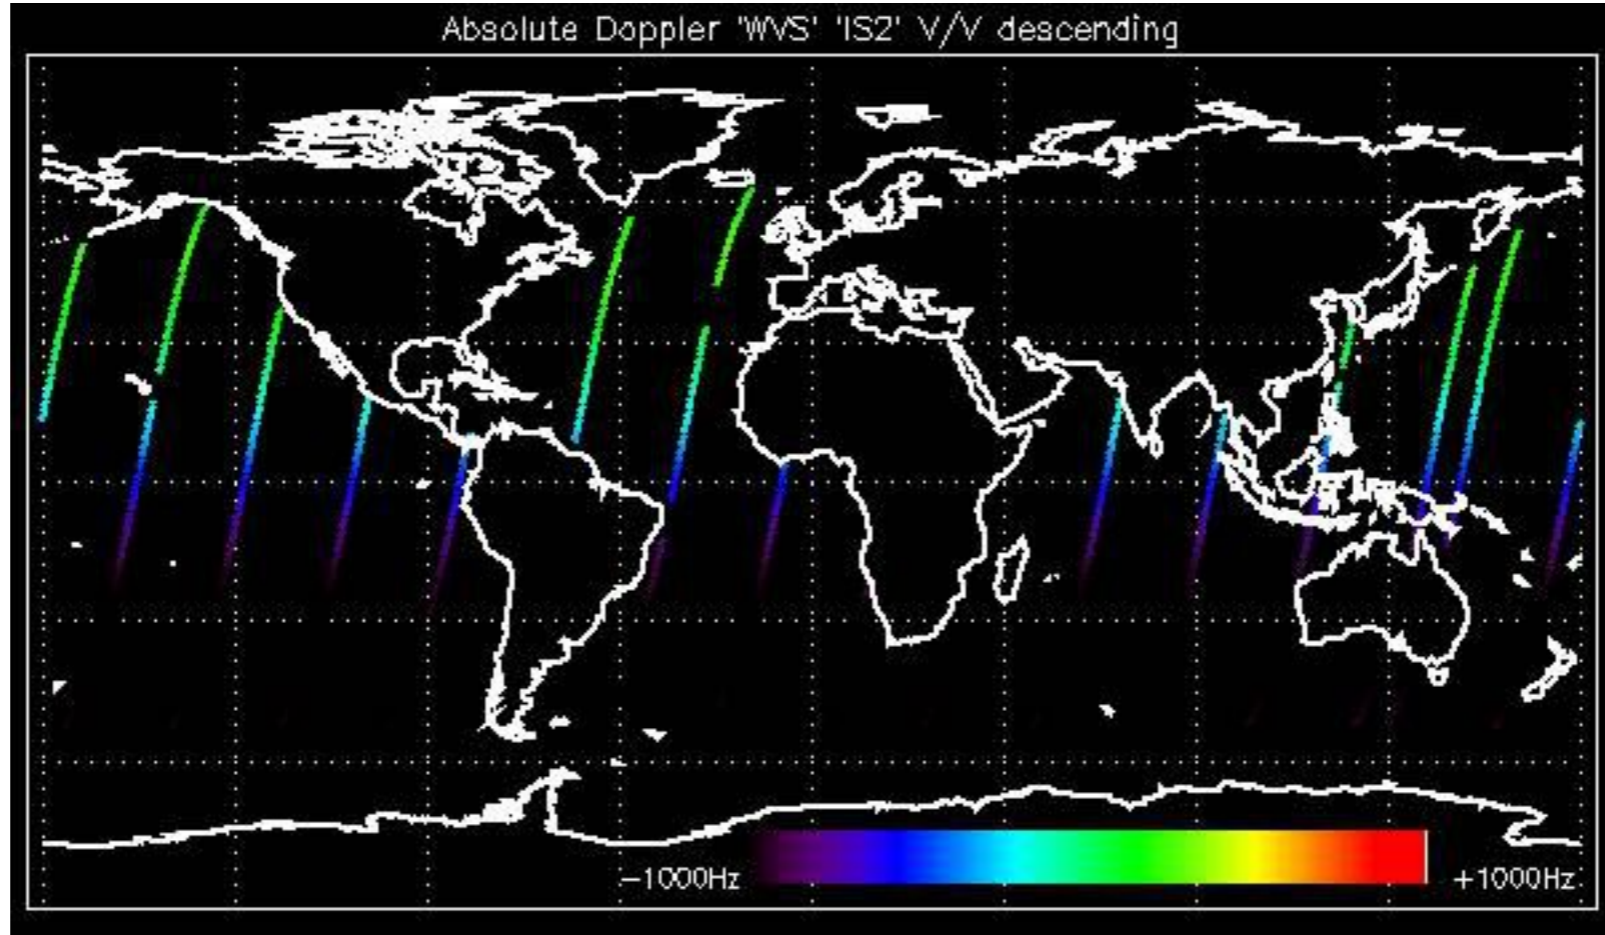 Absolute Doppler 'WVS' 'IS2' V/V descending
-1000Hz
+1000Hz